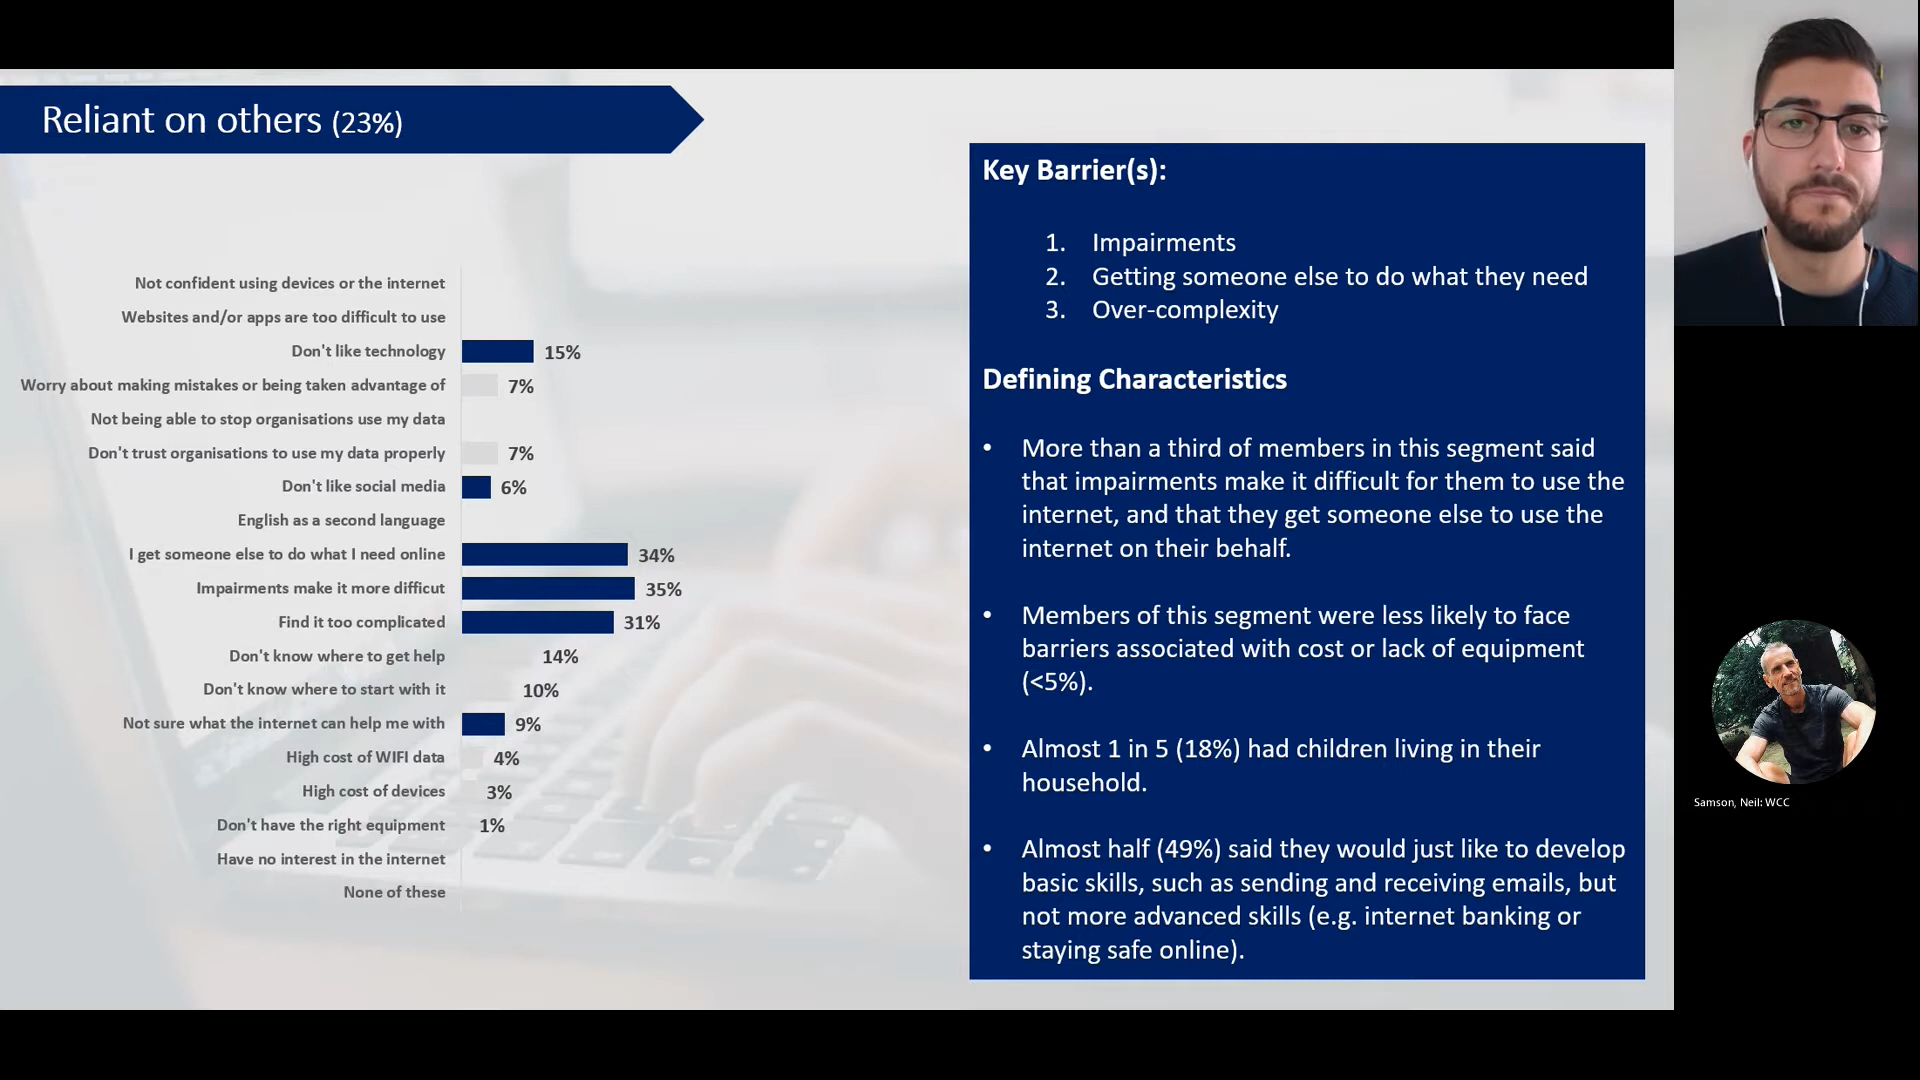 Reliant on others (23%)
Not confident using devices or the internet
Websites and/or apps are too difficult to use
Don't like technology 15%
Worry about making mistakes or being taken advantage of 7%
Not being able to stop organisations use my data
Don't trust organisations to use my data properly 7%
Don't like social media 6%
English as a second language
I get someone else to do what I need online 34%
Impairments make it more difficut 35%
Find it too complicated 31%
Don't know where to get help 14%
Don't know where to start with it 10%
Not sure what the internet can help me with 9%
High cost of WIFI data 4%
High cost of devices 3%
Don't have the right equipment 1%
Have no interest in the internet
None of these
Key Barrier(s):
1. Impairments
2. Getting someone else to do what they need
3. Over-complexity
Defining Characteristics
• More than a third of members in this segment said
that impairments make it difficult for them to use the
internet, and that they get someone else to use the
internet on their behalf.
• Members of this segment were less likely to face
barriers associated with cost or lack of equipment
(<5%).
• Almost 1 in 5 (18%) had children living in their
household.
• Almost half (49%) said they would just like to develop
basic skills, such as sending and receiving emails, but
not more advanced skills (e.g. internet banking or
staying safe online).
Samson, Neil: WCC